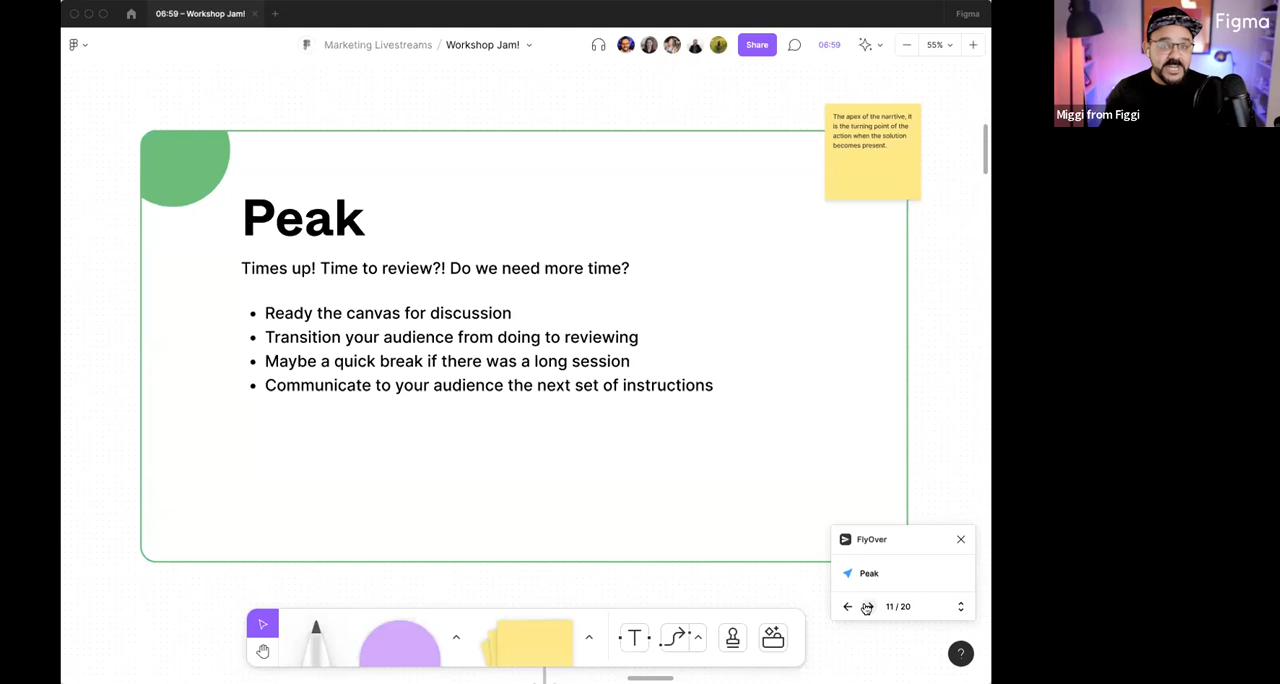 06:59 – Workshop Jam!
Figma
Marketing Livestreams / Workshop Jam!
Share
06:59
55%
Figma
Miggi from Figgi
The apex of the narrtive, it
is the turning point of the
action when the solution
becomes present.
Peak
Times up! Time to review?! Do we need more time?
• Ready the canvas for discussion
• Transition your audience from doing to reviewing
• Maybe a quick break if there was a long session
• Communicate to your audience the next set of instructions
FlyOver
Peak
11 / 20
T
?